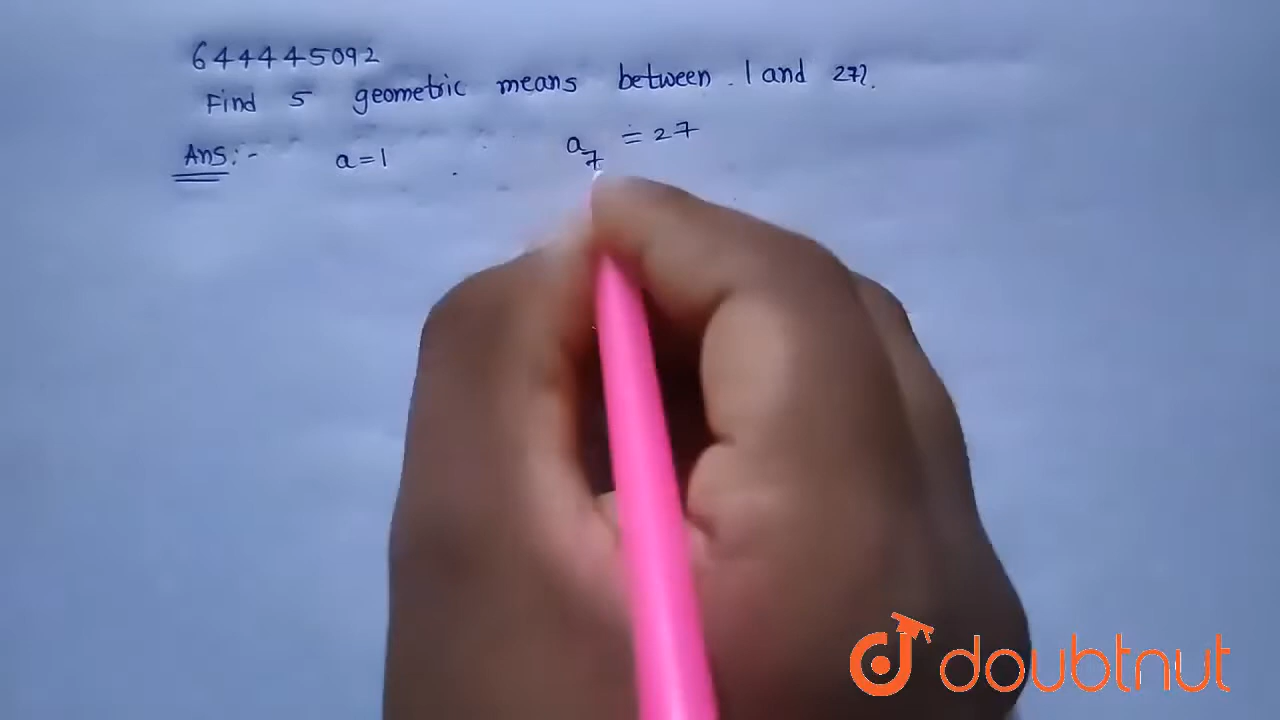 644445092
Find 5 geometric means between 1 and 27?.
Ans:- a=1 a7 = 27
doubtnut